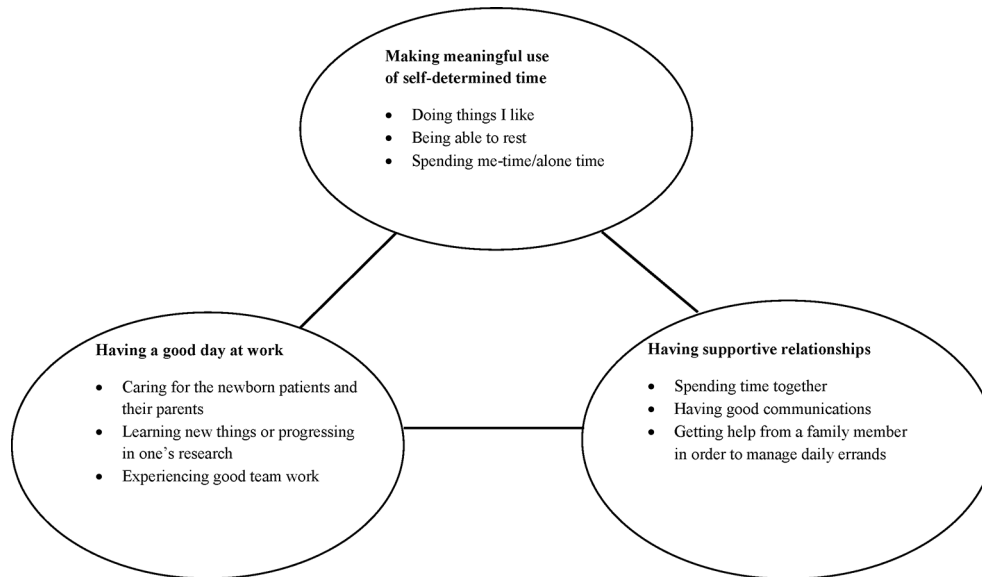 Making meaningful use
of self-determined time
• Doing things I like
• Being able to rest
• Spending me-time/alone time
Having a good day at work
• Caring for the newborn patients and
their parents
• Learning new things or progressing
in one’s research
• Experiencing good team work
Having supportive relationships
• Spending time together
• Having good communications
• Getting help from a family member
in order to manage daily errands